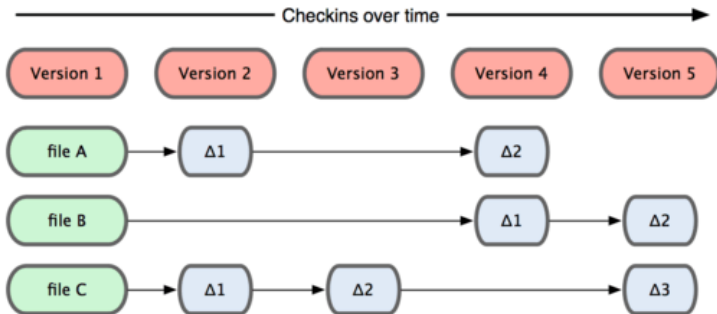 Checkins over time
Version 1 Version 2 Version 3 Version 4 Version 5
file A Δ1 Δ2
file B Δ1 Δ2
file C Δ1 Δ2 Δ3